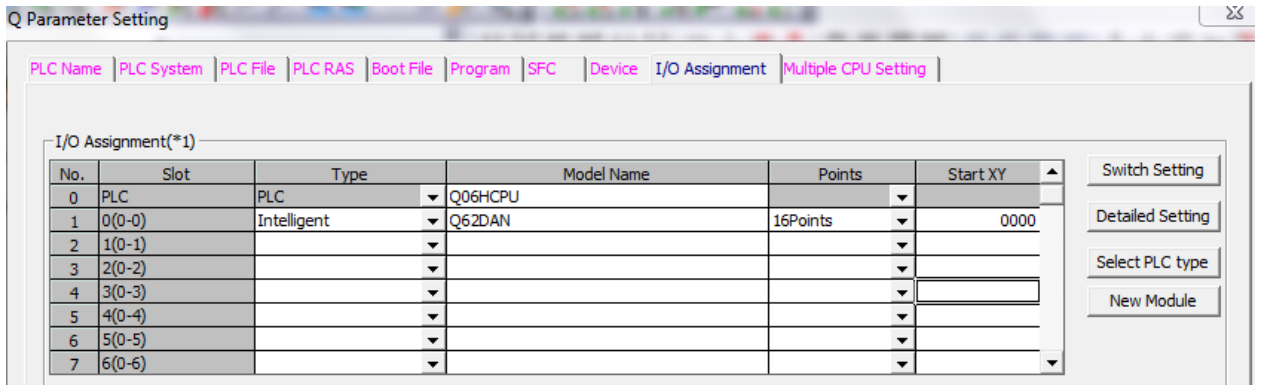 Q Parameter Setting
PLC Name PLC System PLC File PLC RAS Boot File Program SFC Device I/O Assignment Multiple CPU Setting
I/O Assignment(*1)
No. Slot Type Model Name Points Start XY
0 PLC PLC Q06HCPU
1 0(0-0) Intelligent Q62DAN 16Points 0000
2 1(0-1)
3 2(0-2)
4 3(0-3)
5 4(0-4)
6 5(0-5)
7 6(0-6)
Switch Setting
Detailed Setting
Select PLC type
New Module